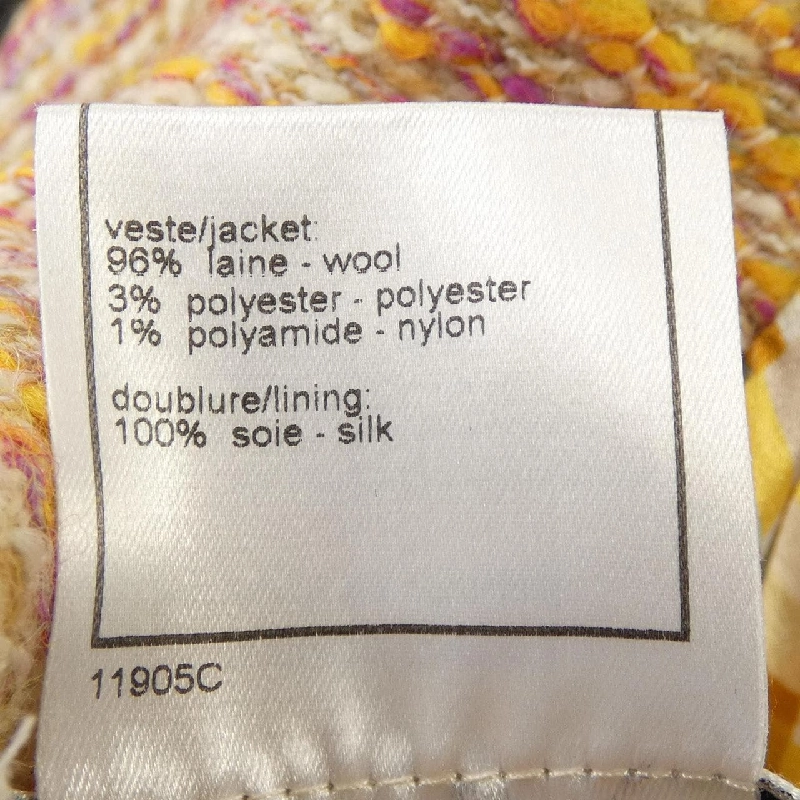 veste/jacket:
96% laine - wool
3% polyester - polyester
1% polyamide - nylon
doublure/lining:
100% soie - silk
11905C